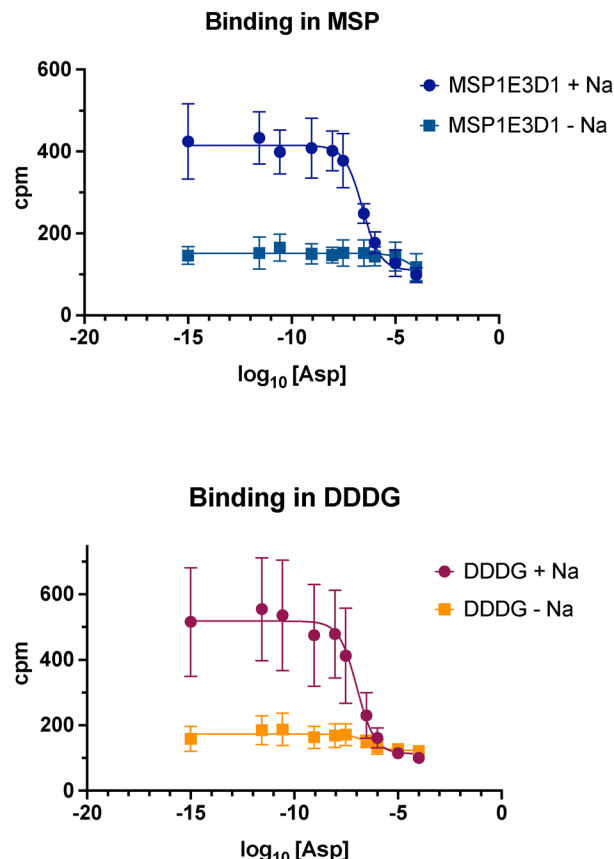 Binding in MSP
600
400
200
0
cpm
-20
-15
-10
-5
0
log10 [Asp]
MSP1E3D1 + Na
MSP1E3D1 - Na
Binding in DDDG
600
400
200
0
cpm
-20
-15
-10
-5
0
log10 [Asp]
DDDG + Na
DDDG - Na